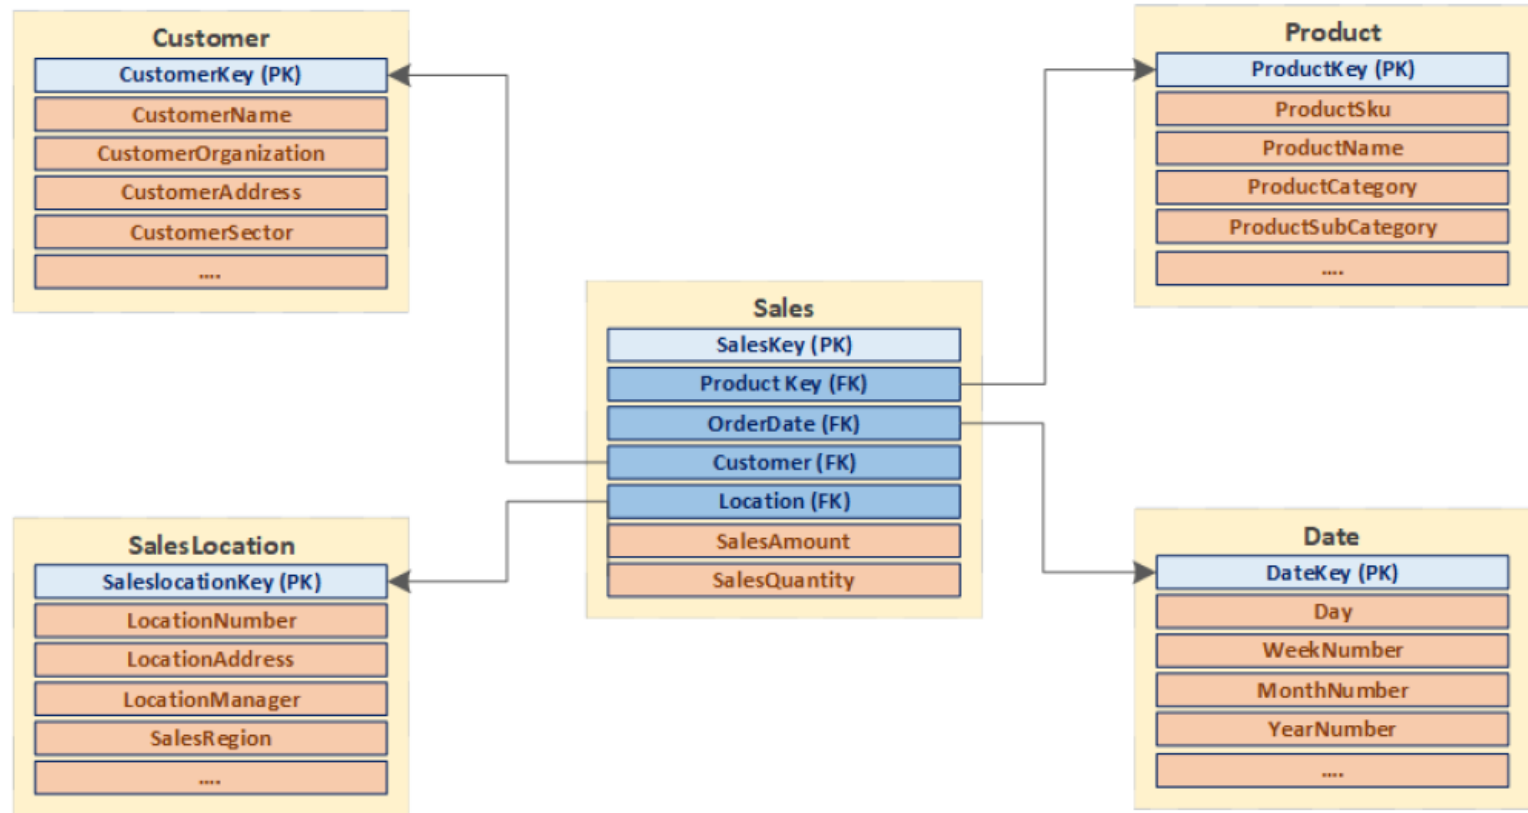 Customer
CustomerKey (PK)
CustomerName
CustomerOrganization
CustomerAddress
CustomerSector
....
Product
ProductKey (PK)
ProductSku
ProductName
ProductCategory
ProductSubCategory
....
Sales
SalesKey (PK)
Product Key (FK)
OrderDate (FK)
Customer (FK)
Location (FK)
SalesAmount
SalesQuantity
SalesLocation
SaleslocationKey (PK)
LocationNumber
LocationAddress
LocationManager
SalesRegion
....
Date
DateKey (PK)
Day
WeekNumber
MonthNumber
YearNumber
....